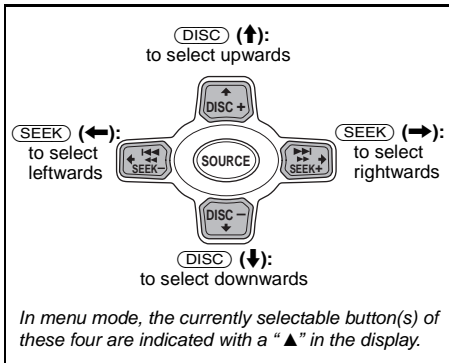 DISC (↑):
to select upwards
DISC +
SEEK (←):
to select
leftwards
SEEK−
SOURCE
SEEK+
SEEK (→):
to select
rightwards
DISC −
DISC (↓):
to select downwards
In menu mode, the currently selectable button(s) of
these four are indicated with a “▲” in the display.